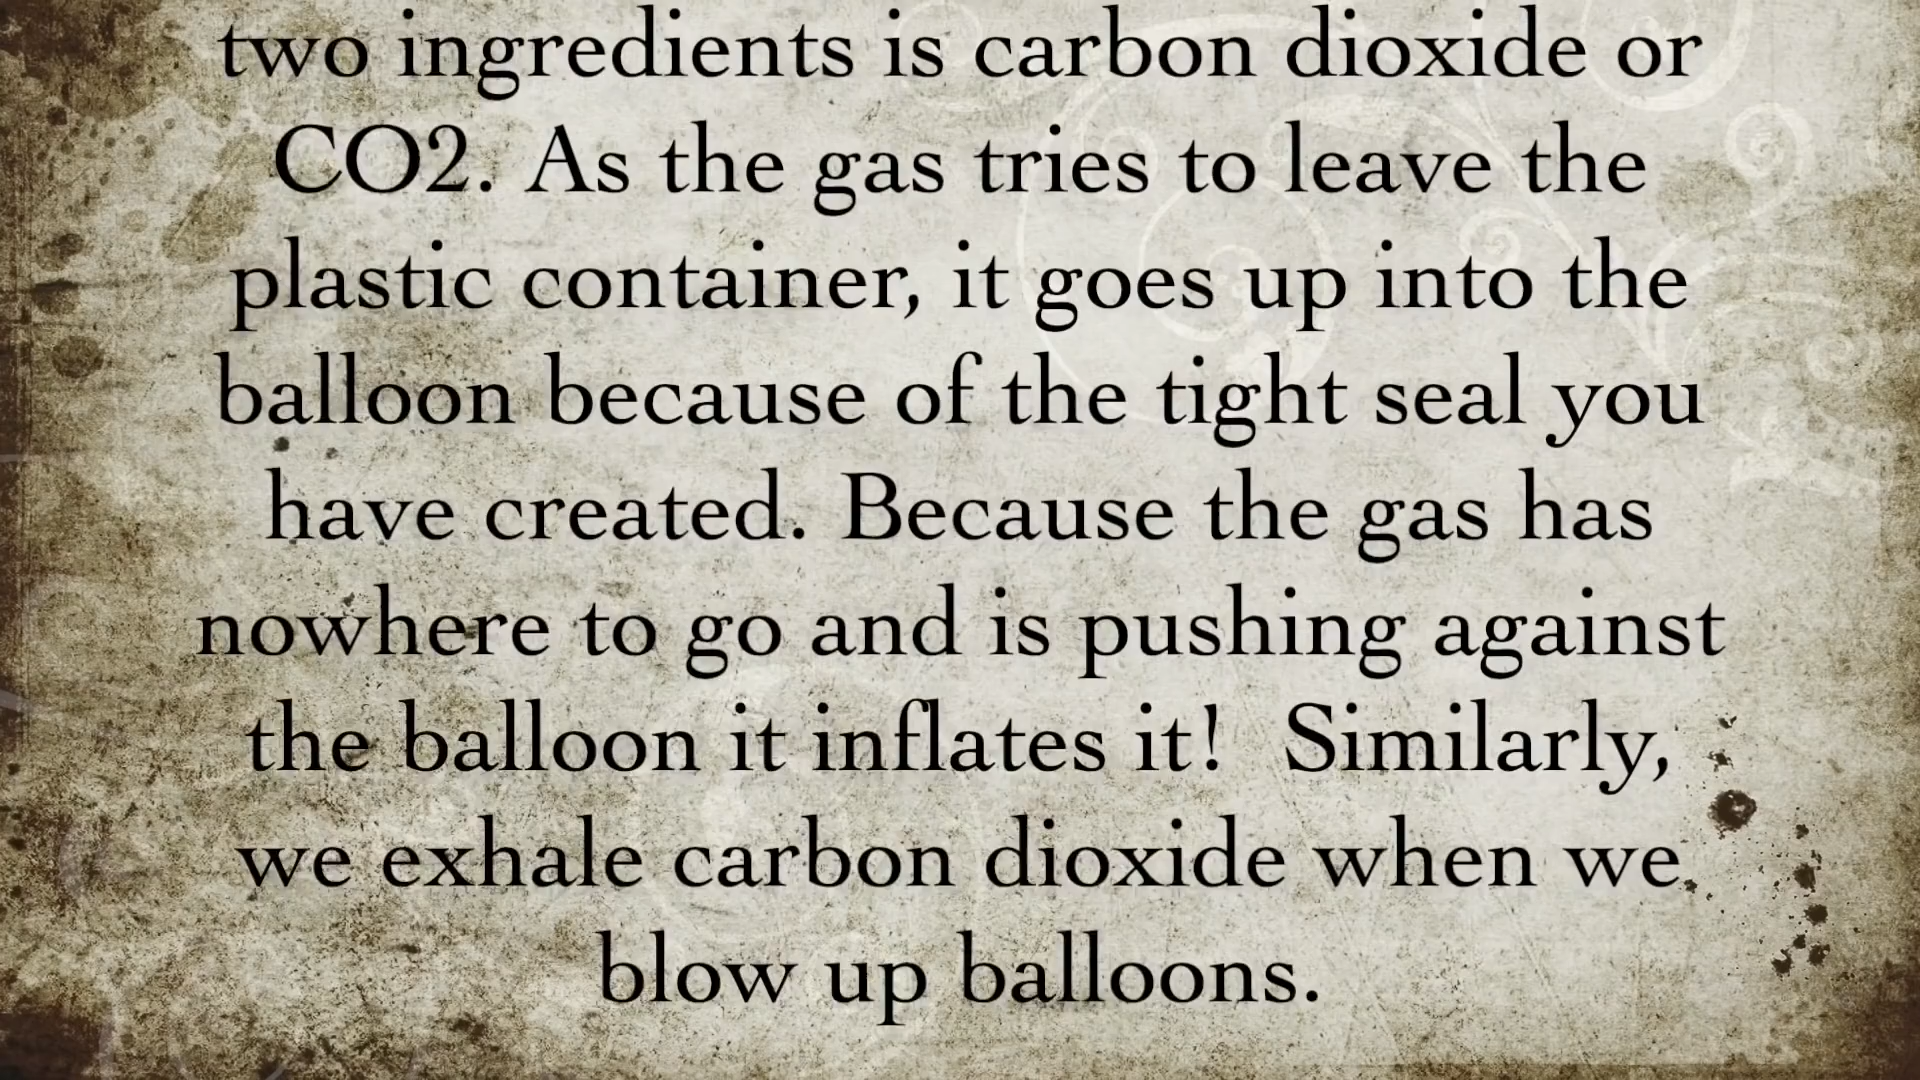 two ingredients is carbon dioxide or
CO2. As the gas tries to leave the
plastic container, it goes up into the
balloon because of the tight seal you
have created. Because the gas has
nowhere to go and is pushing against
the balloon it inflates it!  Similarly,
we exhale carbon dioxide when we
blow up balloons.